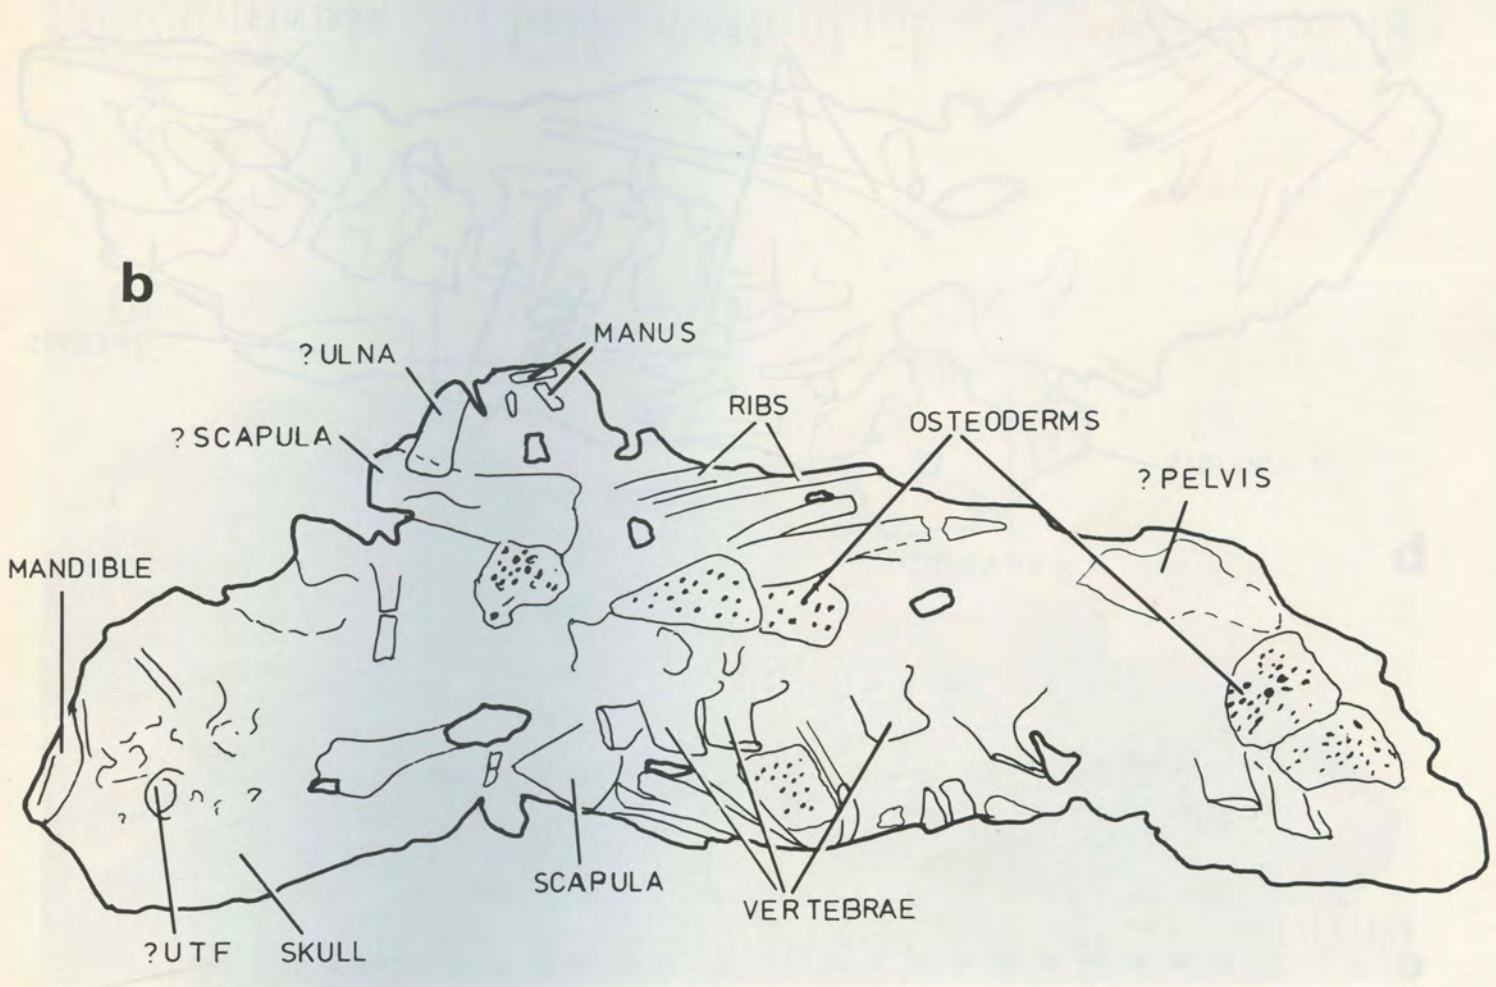 b
MANUS
?ULNA
RIBS
OSTEODERMS
?SCAPULA
?PELVIS
MANDIBLE
SCAPULA
VERTEBRAE
?UTF
SKULL